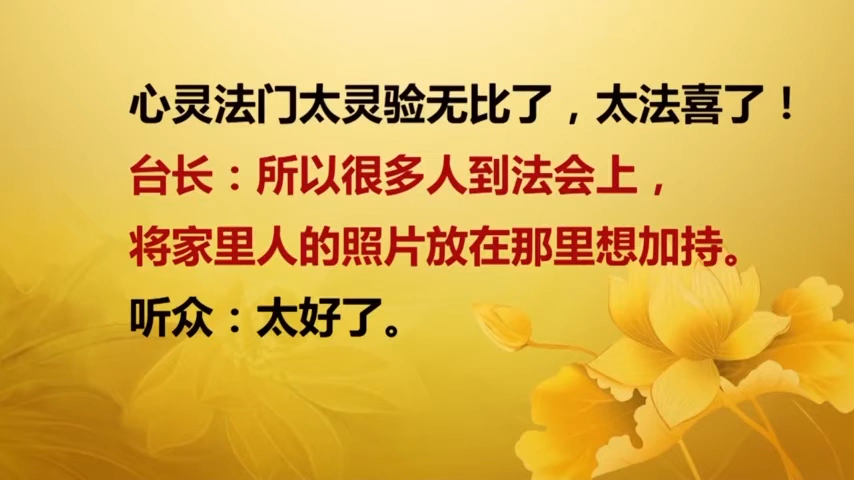 心灵法门太灵验无比了，太法喜了！
台长：所以很多人到法会上，
将家里人的照片放在那里想加持。
听众：太好了。